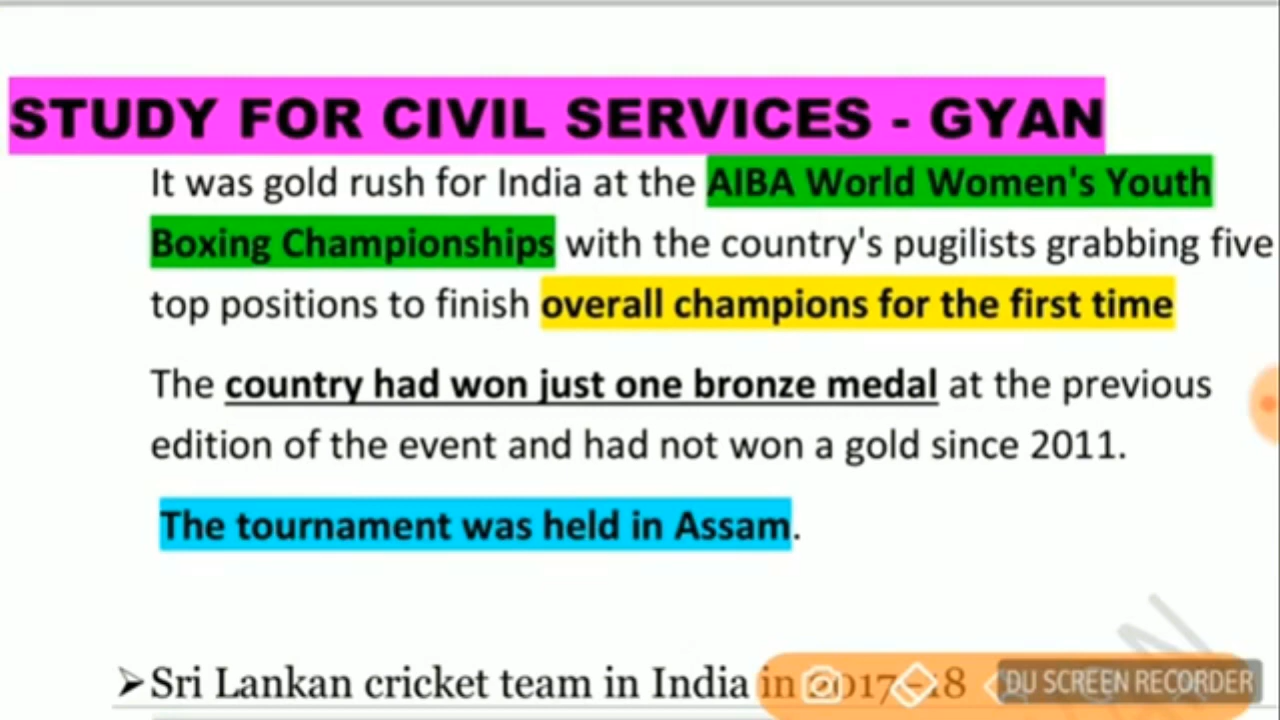 STUDY FOR CIVIL SERVICES - GYAN
It was gold rush for India at the AIBA World Women's Youth
Boxing Championships with the country's pugilists grabbing five
top positions to finish overall champions for the first time
The country had won just one bronze medal at the previous
edition of the event and had not won a gold since 2011.
The tournament was held in Assam.
➢Sri Lankan cricket team in India in 2017–18
DU SCREEN RECORDER